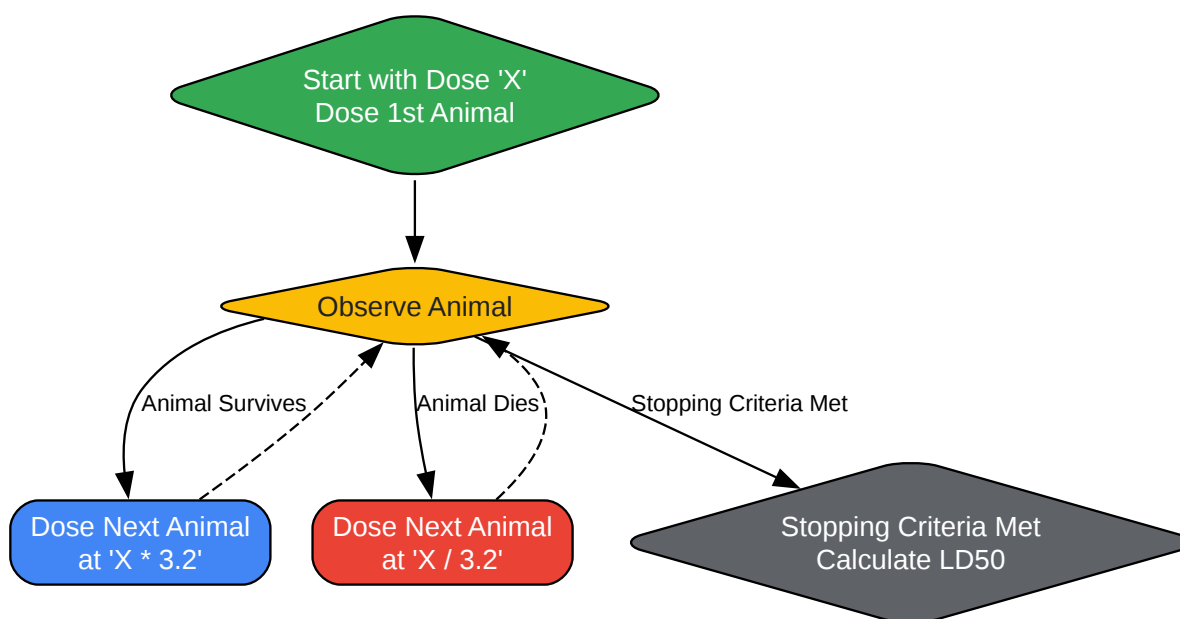 Start with Dose 'X'
Dose 1st Animal
Observe Animal
Animal Survives
Animal Dies
Stopping Criteria Met
Dose Next Animal
at 'X * 3.2'
Dose Next Animal
at 'X / 3.2'
Stopping Criteria Met
Calculate LD50